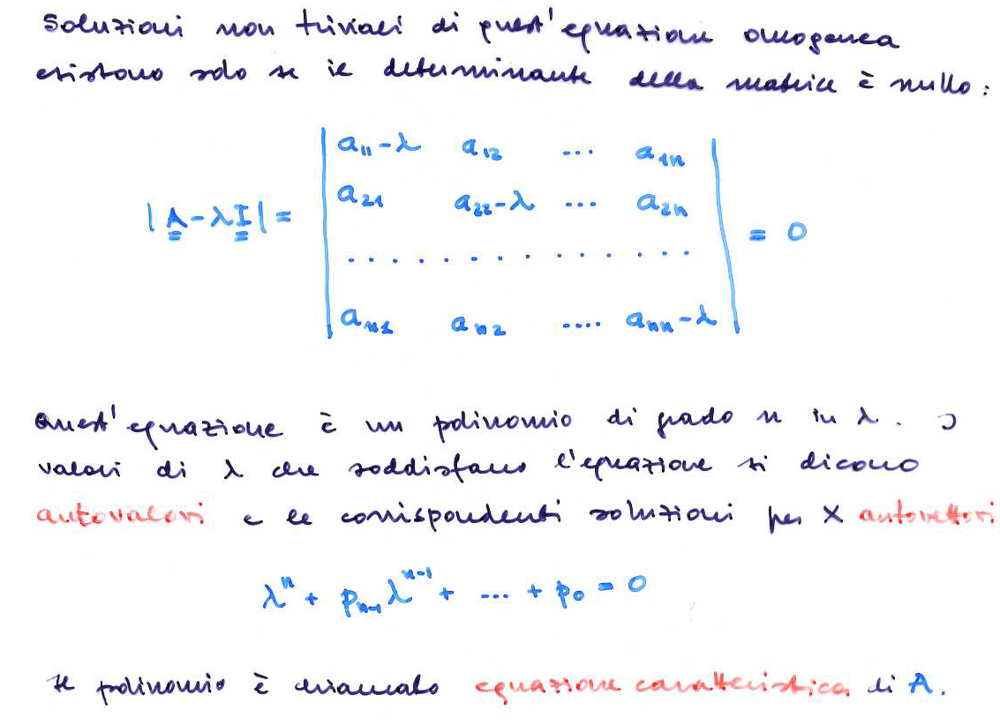 Soluzioni non triviali di quest'equazione omogenea
esistono solo se il determinante della matrice è nullo:
a₁₁-λ a₁₂ ... a₁ₙ
a₂₁ a₂₂-λ ... a₂ₙ
|A-λI| = = 0
. . . . . . . . . . . . . .
aₙ₁ aₙ₂ .... aₙₙ-λ
Quest'equazione è un polinomio di grado n in λ. I
valori di λ che soddisfano l'equazione si dicono
autovalori e le corrispondenti soluzioni per x autovettori
λⁿ + pₙ₋₁λⁿ⁻¹ + ... + p₀ = 0
Il polinomio è chiamato equazione caratteristica di A.